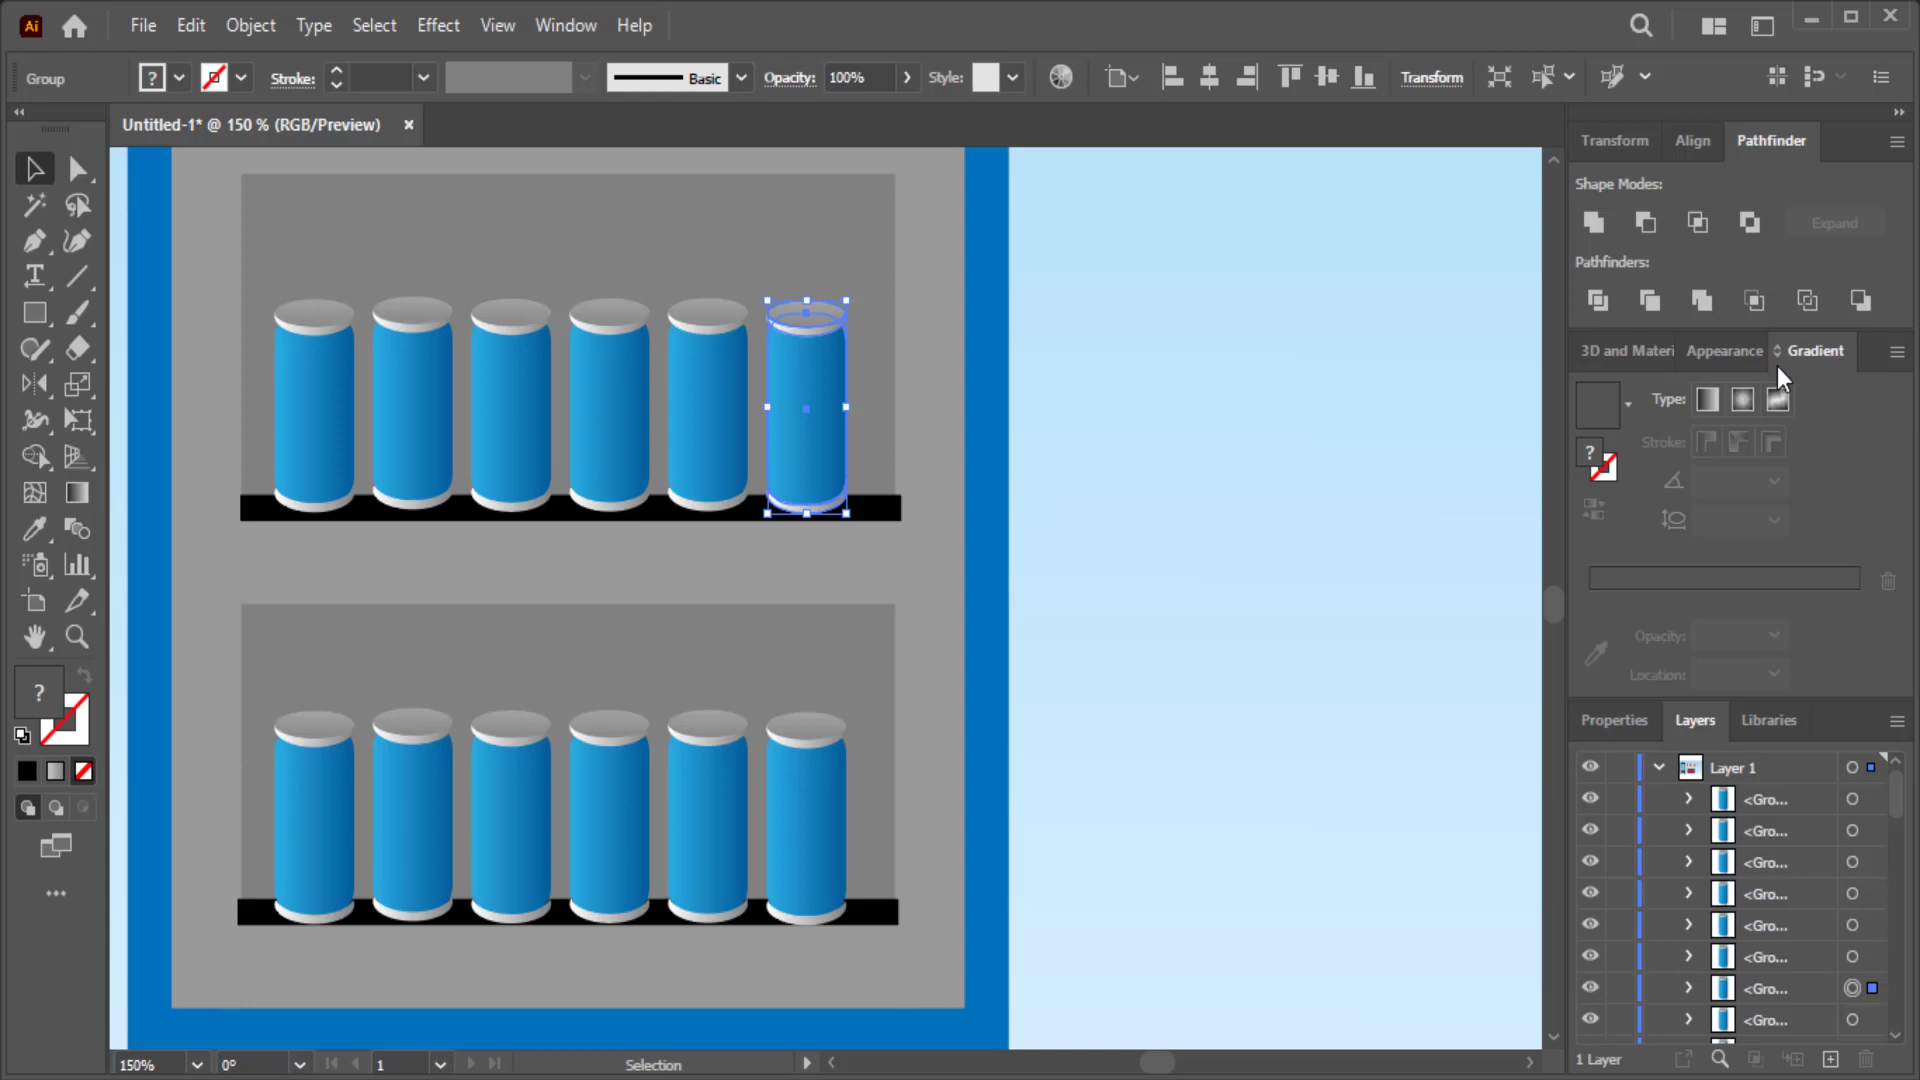 Ai File Edit Object Type Select Effect View Window Help
Group ? Stroke: Basic Opacity: 100% Style: Transform
Untitled-1* @ 150 % (RGB/Preview) ×
Transform Align Pathfinder
Shape Modes:
Expand
Pathfinders:
3D and Materi Appearance Gradient
Type:
Stroke:
?
Opacity:
Location:
?
Properties Layers Libraries
Layer 1
<Gro...
<Gro...
<Gro...
<Gro...
<Gro...
<Gro...
<Gro...
<Gro...
150% 0° 1 Selection
1 Layer